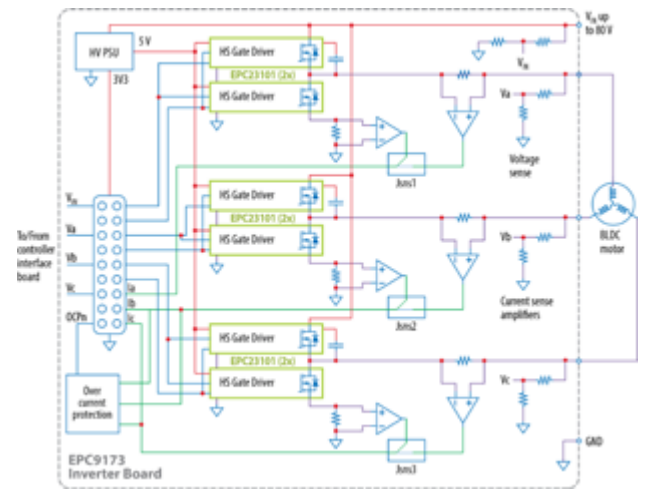 V_IN up
to 80 V
HV PSU
5 V
3V3
HS Gate Driver
EPC23101 (2x)
HS Gate Driver
V_IN
Va
Voltage
sense
Jsns1
V_IN
Va
Vb
Vc
OCPn
To/From
controller
interface
board
Ia
Ib
Ic
HS Gate Driver
EPC23101 (2x)
HS Gate Driver
Jsns2
Vb
Current sense
amplifiers
BLDC
motor
HS Gate Driver
EPC23101 (2x)
HS Gate Driver
Jsns3
Vc
GND
Over
current
protection
EPC9173
Inverter Board